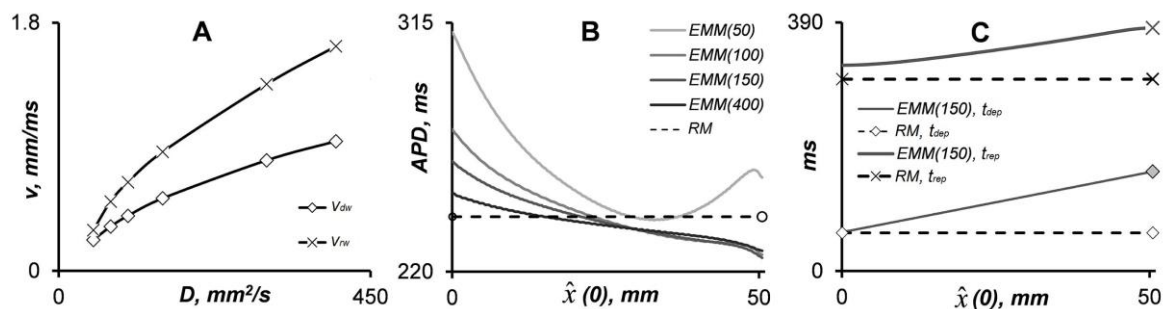 A
1.8
v, mm/ms
v_dw
v_rw
0
0
D, mm²/s
450
B
315
EMM(50)
EMM(100)
EMM(150)
EMM(400)
RM
APD, ms
220
0
x̂ (0), mm
50
C
390
EMM(150), t_dep
RM, t_dep
EMM(150), t_rep
RM, t_rep
ms
0
0
x̂ (0), mm
50